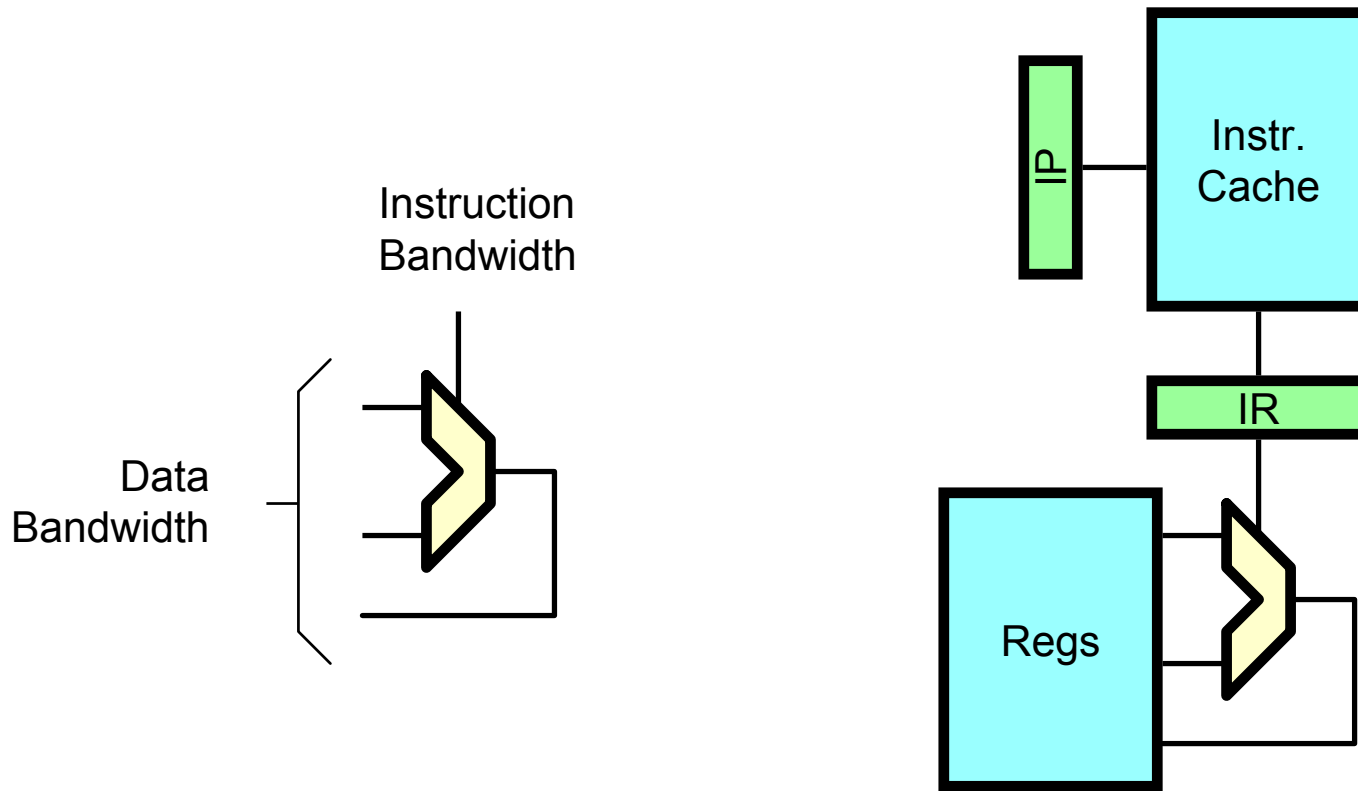 Instruction
Bandwidth
Data
Bandwidth
IP
Instr.
Cache
IR
Regs